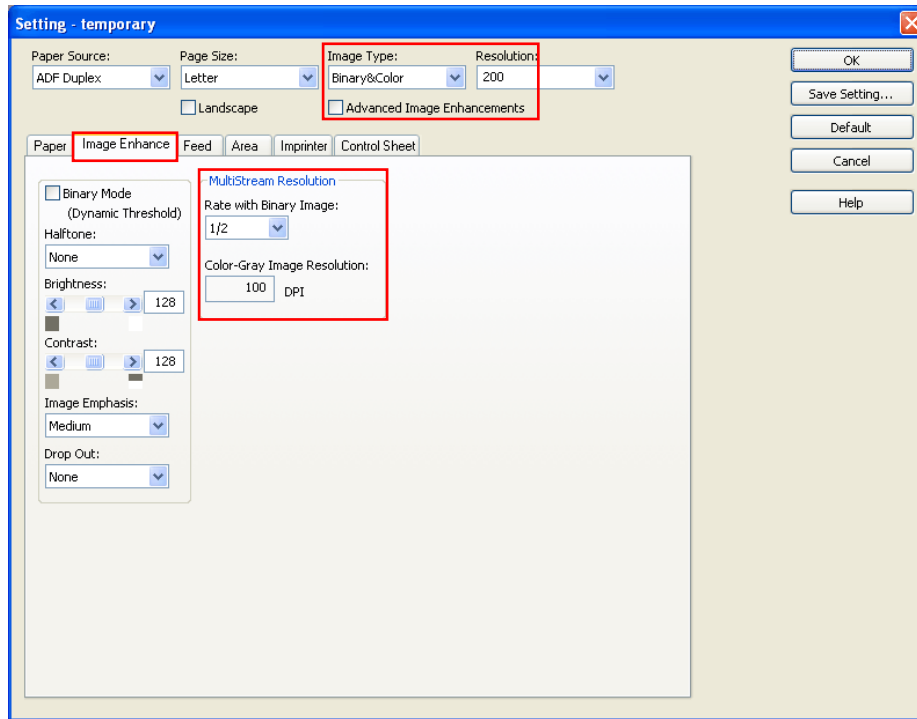 Setting - temporary
Paper Source: Page Size: Image Type: Resolution:
ADF Duplex Letter Binary&Color 200
Landscape Advanced Image Enhancements
OK
Save Setting...
Default
Cancel
Help
Paper Image Enhance Feed Area Imprinter Control Sheet
Binary Mode
(Dynamic Threshold)
Halftone:
None
Brightness:
128
Contrast:
128
Image Emphasis:
Medium
Drop Out:
None
MultiStream Resolution
Rate with Binary Image:
1/2
Color-Gray Image Resolution:
100 DPI